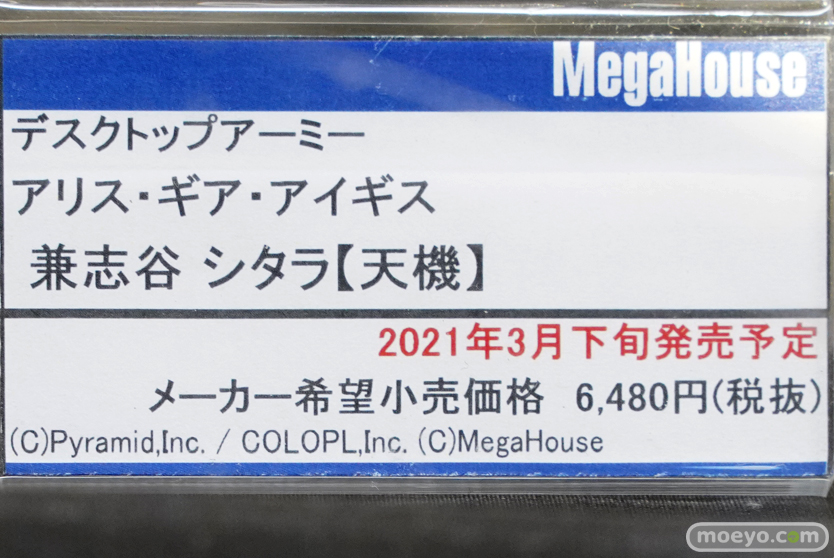 MegaHouse
デスクトップアーミー
アリス・ギア・アイギス
兼志谷 シタラ【天機】
2021年3月下旬発売予定
メーカー希望小売価格 6,480円(税抜)
(C)Pyramid,Inc. / COLOPL,Inc. (C)MegaHouse
moeyo.com